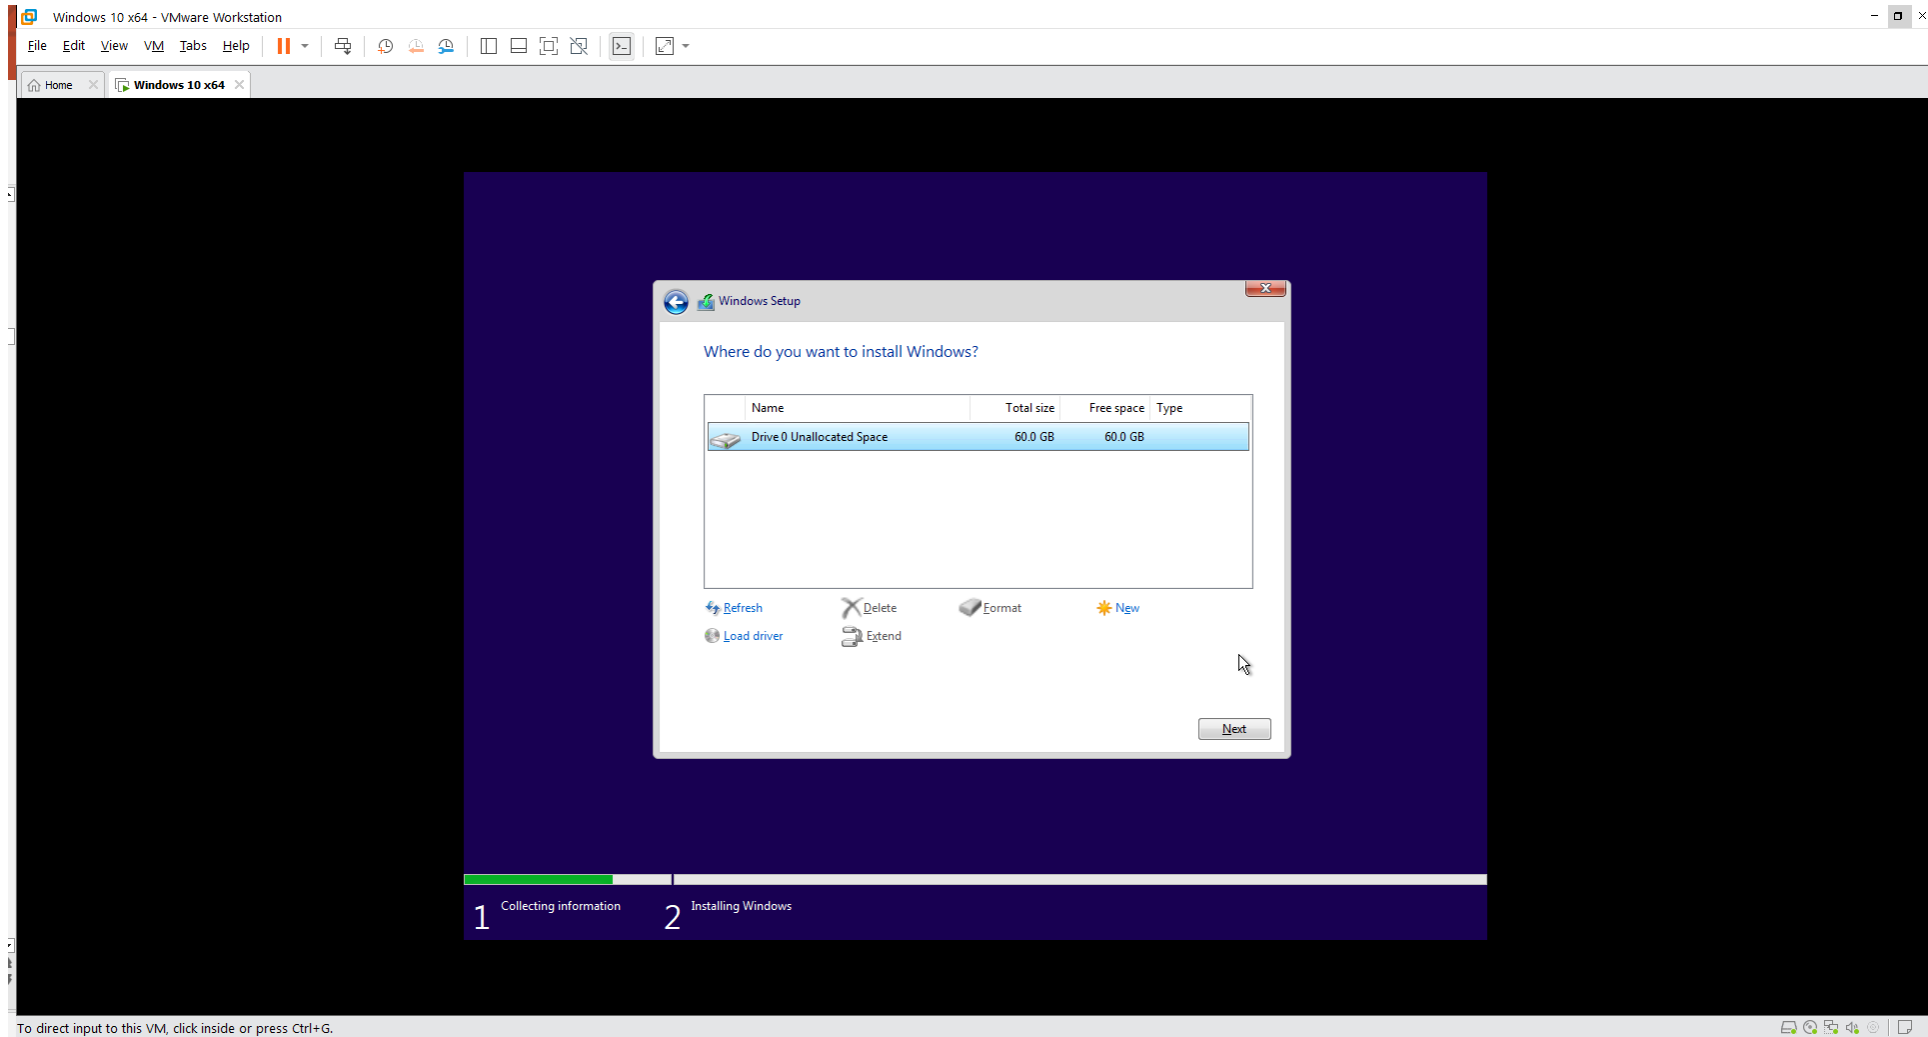 Windows 10 x64 - VMware Workstation
File Edit View VM Tabs Help
Home Windows 10 x64
Windows Setup
Where do you want to install Windows?
Name Total size Free space Type
Drive 0 Unallocated Space 60.0 GB 60.0 GB
Refresh Delete Format New
Load driver Extend
Next
1 Collecting information 2 Installing Windows
To direct input to this VM, click inside or press Ctrl+G.